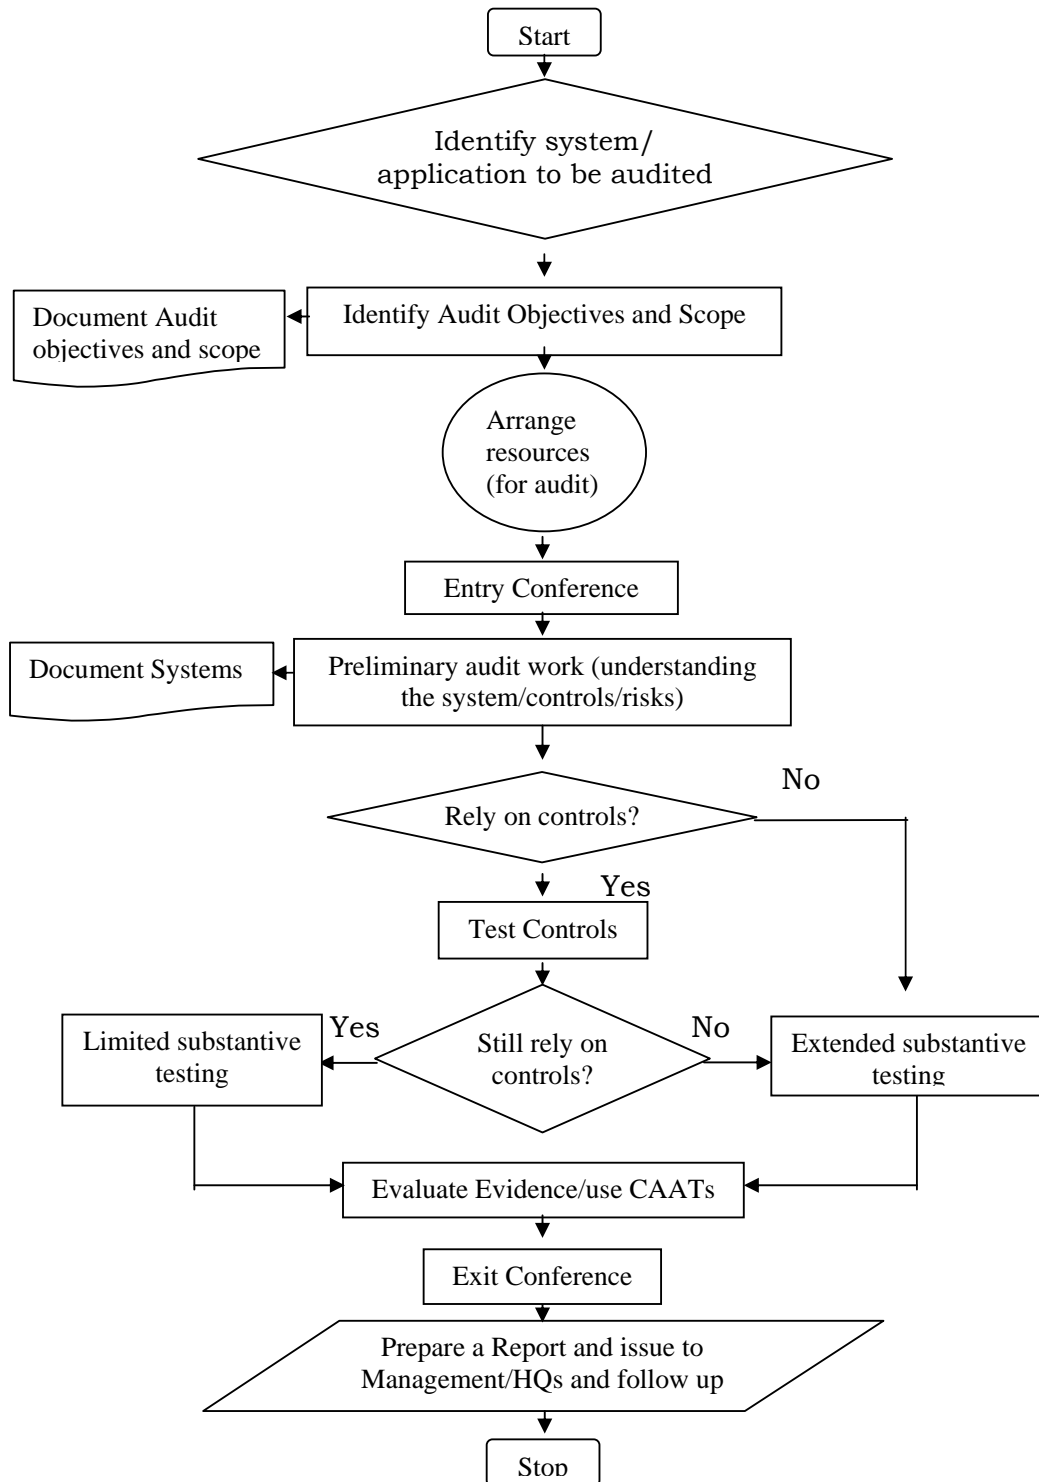 Start
Identify system/
application to be audited
Document Audit
objectives and scope
Identify Audit Objectives and Scope
Arrange
resources
(for audit)
Entry Conference
Document Systems
Preliminary audit work (understanding
the system/controls/risks)
No
Rely on controls?
Yes
Test Controls
Limited substantive
testing
Yes
Still rely on
controls?
No
Extended substantive
testing
Evaluate Evidence/use CAATs
Exit Conference
Prepare a Report and issue to
Management/HQs and follow up
Stop